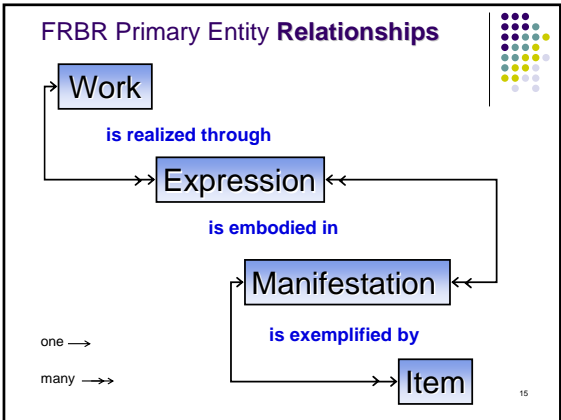 FRBR Primary Entity Relationships
Work
is realized through
Expression
is embodied in
Manifestation
is exemplified by
Item
one
many
15